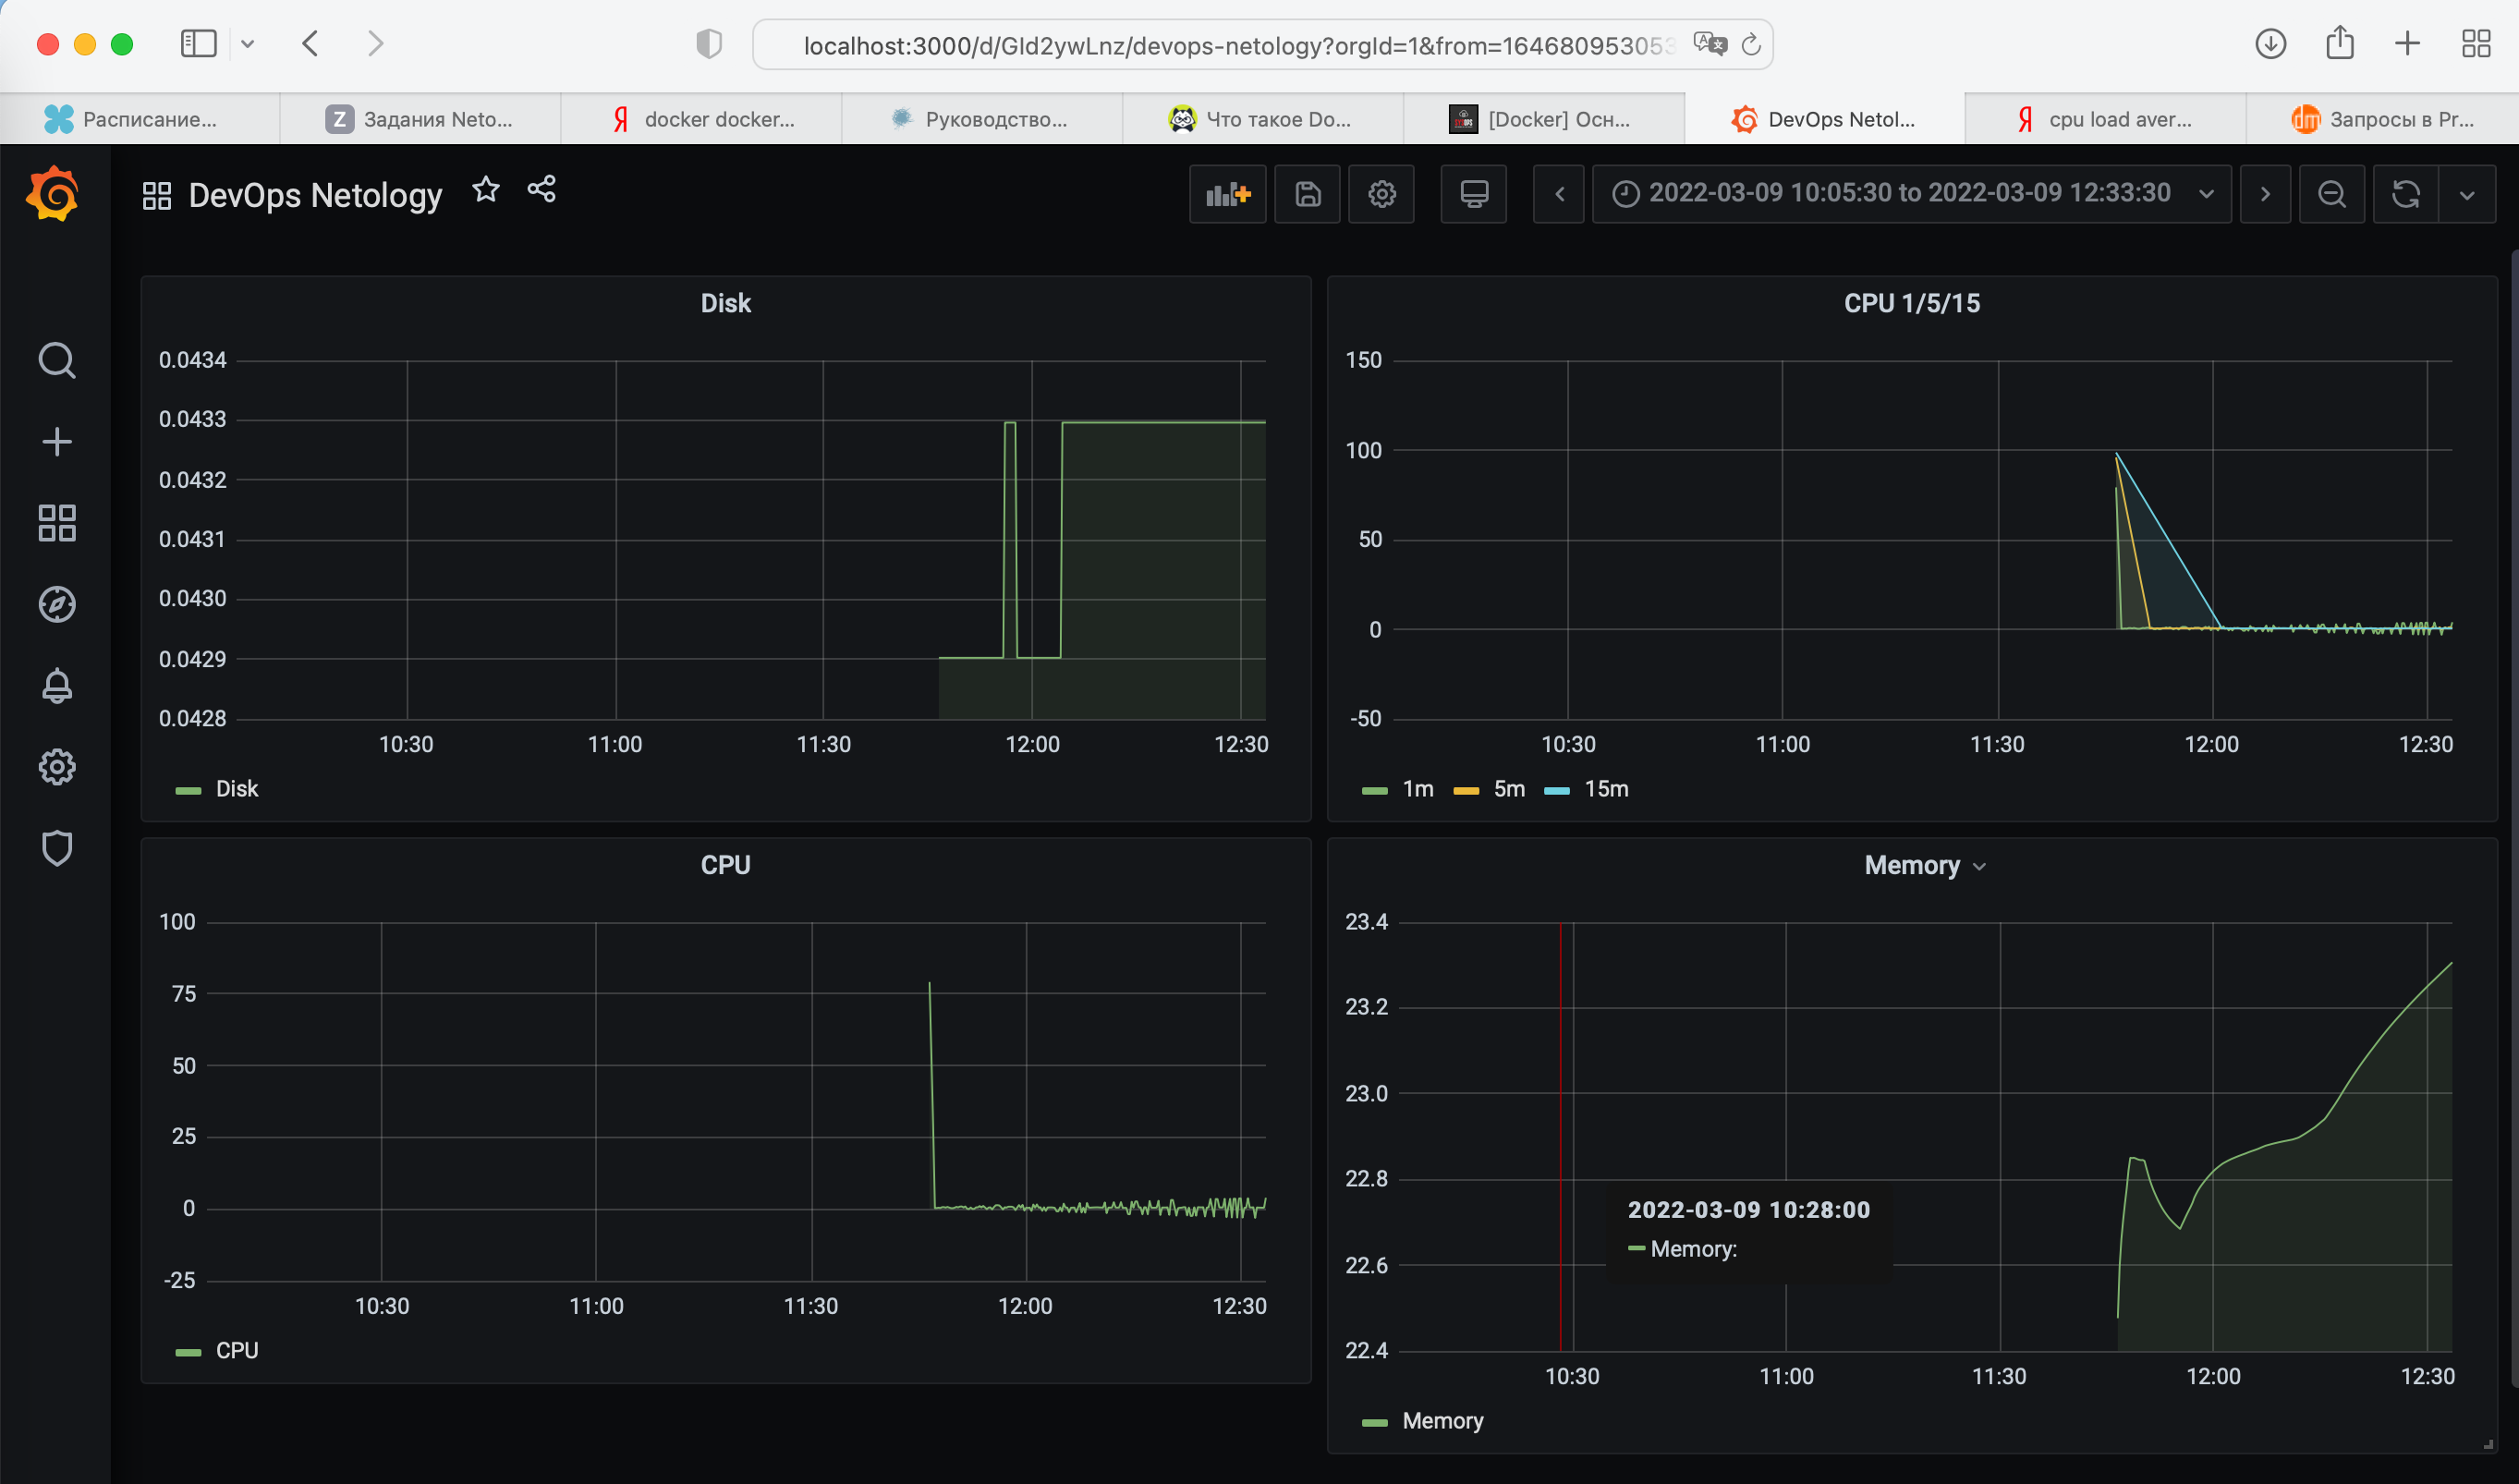 localhost:3000/d/GId2ywLnz/devops-netology?orgId=1&from=1646809530053
Расписание...
Z Задания Neto...
Я docker docker...
Руководство...
Что такое Do...
[Docker] Осн...
DevOps Netol...
Я cpu load aver...
dm Запросы в Pr...
DevOps Netology
2022-03-09 10:05:30 to 2022-03-09 12:33:30
Disk
0.0434
0.0433
0.0432
0.0431
0.0430
0.0429
0.0428
10:30 11:00 11:30 12:00 12:30
Disk
CPU 1/5/15
150
100
50
0
-50
10:30 11:00 11:30 12:00 12:30
1m 5m 15m
CPU
100
75
50
25
0
-25
10:30 11:00 11:30 12:00 12:30
CPU
Memory
23.4
23.2
23.0
22.8
22.6
22.4
2022-03-09 10:28:00
Memory:
10:30 11:00 11:30 12:00 12:30
Memory